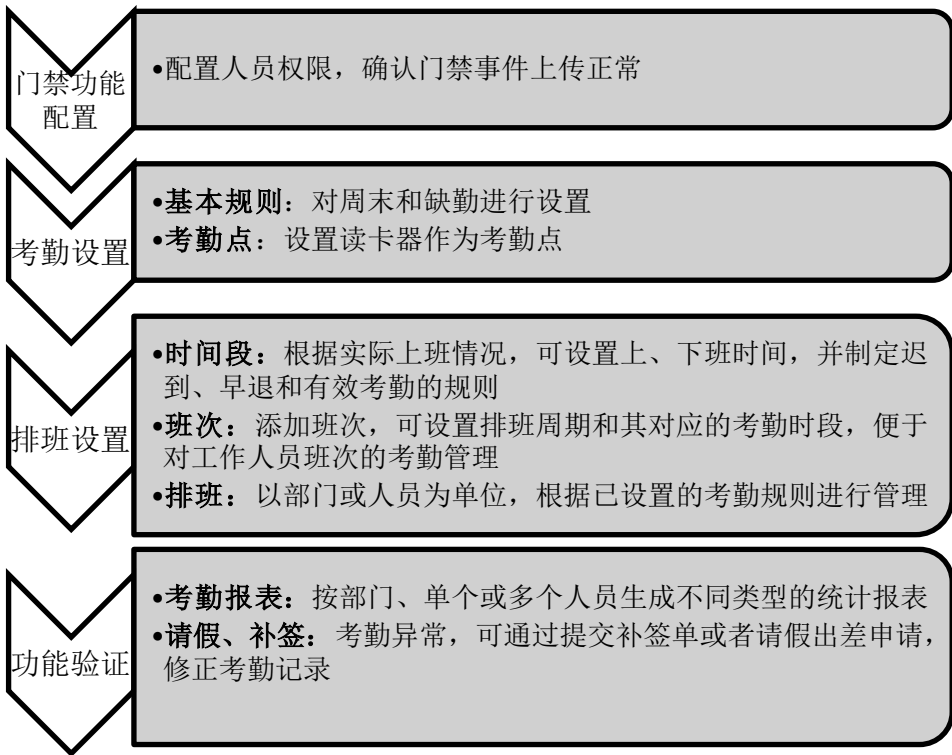 门禁功能
配置
•配置人员权限，确认门禁事件上传正常
考勤设置
•基本规则：对周末和缺勤进行设置
•考勤点：设置读卡器作为考勤点
排班设置
•时间段：根据实际上班情况，可设置上、下班时间，并制定迟
到、早退和有效考勤的规则
•班次：添加班次，可设置排班周期和其对应的考勤时段，便于
对工作人员班次的考勤管理
•排班：以部门或人员为单位，根据已设置的考勤规则进行管理
功能验证
•考勤报表：按部门、单个或多个人员生成不同类型的统计报表
•请假、补签：考勤异常，可通过提交补签单或者请假出差申请，
修正考勤记录